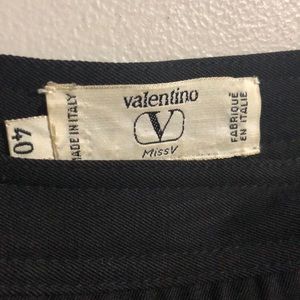 valentino
V
MissV
MADE IN ITALY
FABRIQUÉ
EN ITALIE
40